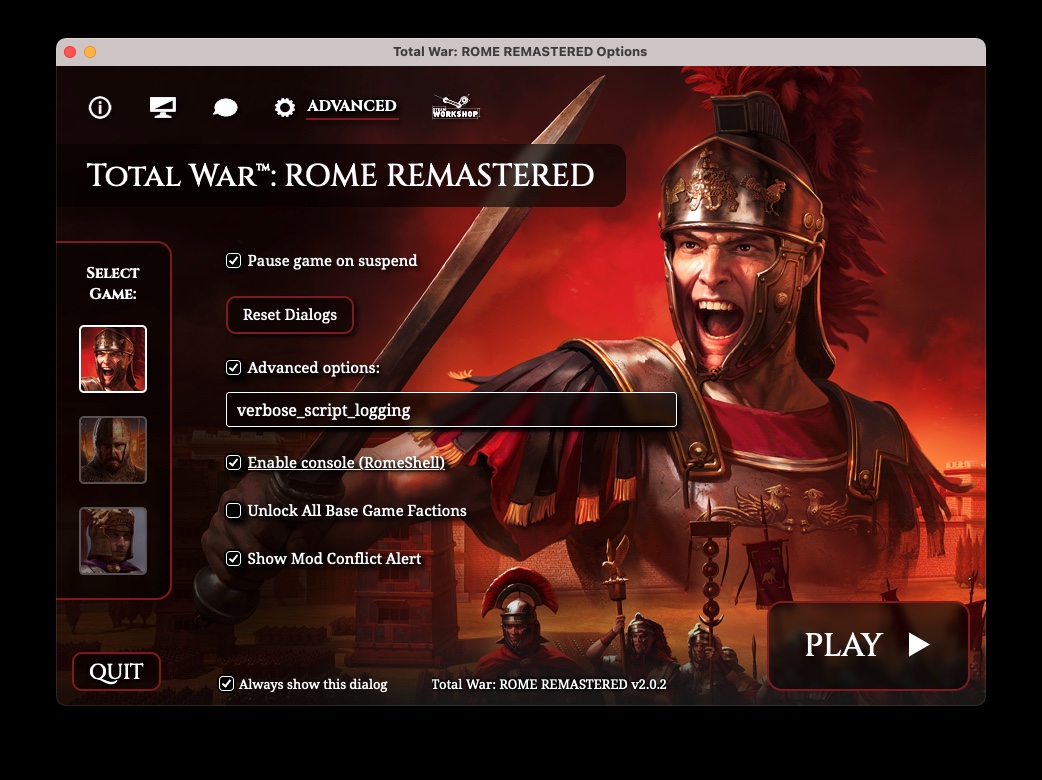 Total War: ROME REMASTERED Options
ADVANCED
STEAM
WORKSHOP
TOTAL WAR™: ROME REMASTERED
SELECT
GAME:
Pause game on suspend
Reset Dialogs
Advanced options:
verbose_script_logging
Enable console (RomeShell)
Unlock All Base Game Factions
Show Mod Conflict Alert
PLAY
QUIT
Always show this dialog
Total War: ROME REMASTERED v2.0.2